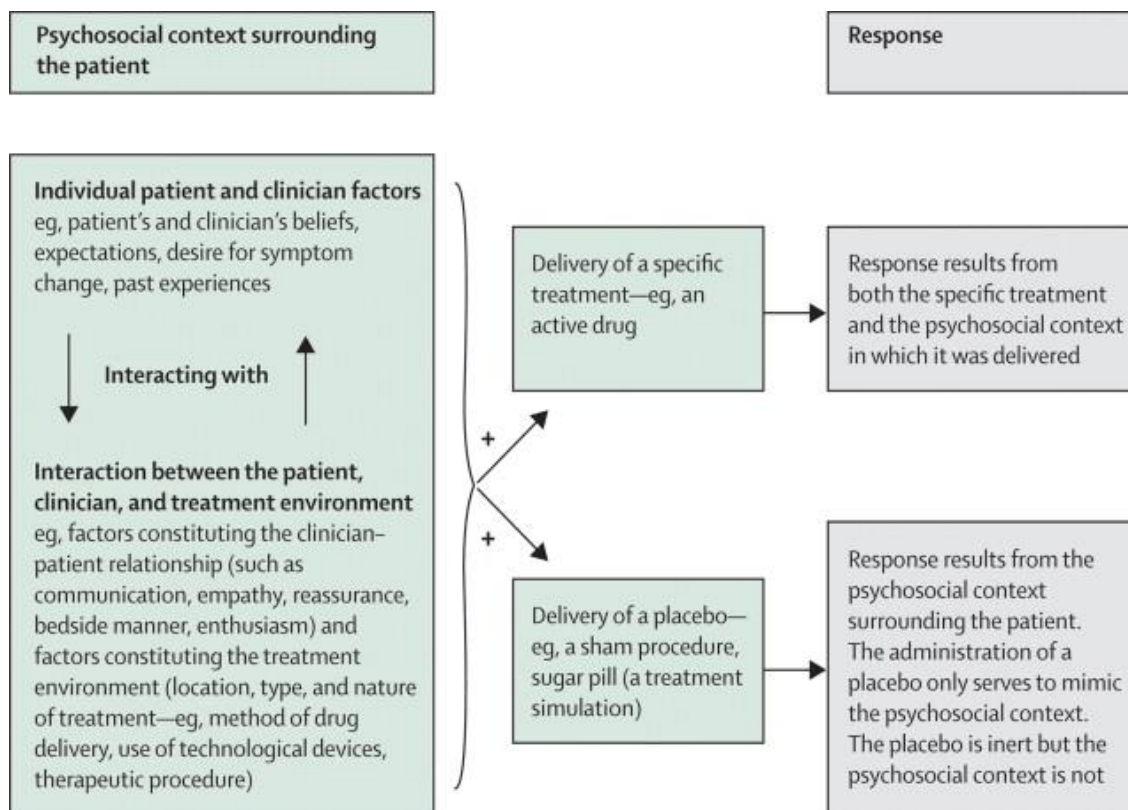 Psychosocial context surrounding
the patient
Response
Individual patient and clinician factors
eg, patient's and clinician's beliefs,
expectations, desire for symptom
change, past experiences
Interacting with
Interaction between the patient,
clinician, and treatment environment
eg, factors constituting the clinician–
patient relationship (such as
communication, empathy, reassurance,
bedside manner, enthusiasm) and
factors constituting the treatment
environment (location, type, and nature
of treatment—eg, method of drug
delivery, use of technological devices,
therapeutic procedure)
+
+
Delivery of a specific
treatment—eg, an
active drug
Response results from
both the specific treatment
and the psychosocial context
in which it was delivered
Delivery of a placebo—
eg, a sham procedure,
sugar pill (a treatment
simulation)
Response results from the
psychosocial context
surrounding the patient.
The administration of a
placebo only serves to mimic
the psychosocial context.
The placebo is inert but the
psychosocial context is not